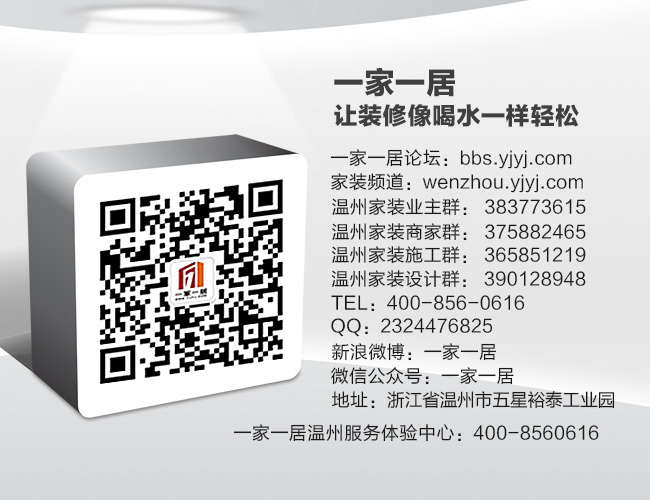 一家一居
让装修像喝水一样轻松
一家一居论坛：bbs.yjyj.com
家装频道：wenzhou.yjyj.com
温州家装业主群： 383773615
温州家装商家群： 375882465
温州家装施工群： 365851219
温州家装设计群： 390128948
TEL：400-856-0616
QQ：2324476825
新浪微博：一家一居
微信公众号：一家一居
地址：浙江省温州市五星裕泰工业园
一家一居温州服务体验中心：400-8560616
一家一居